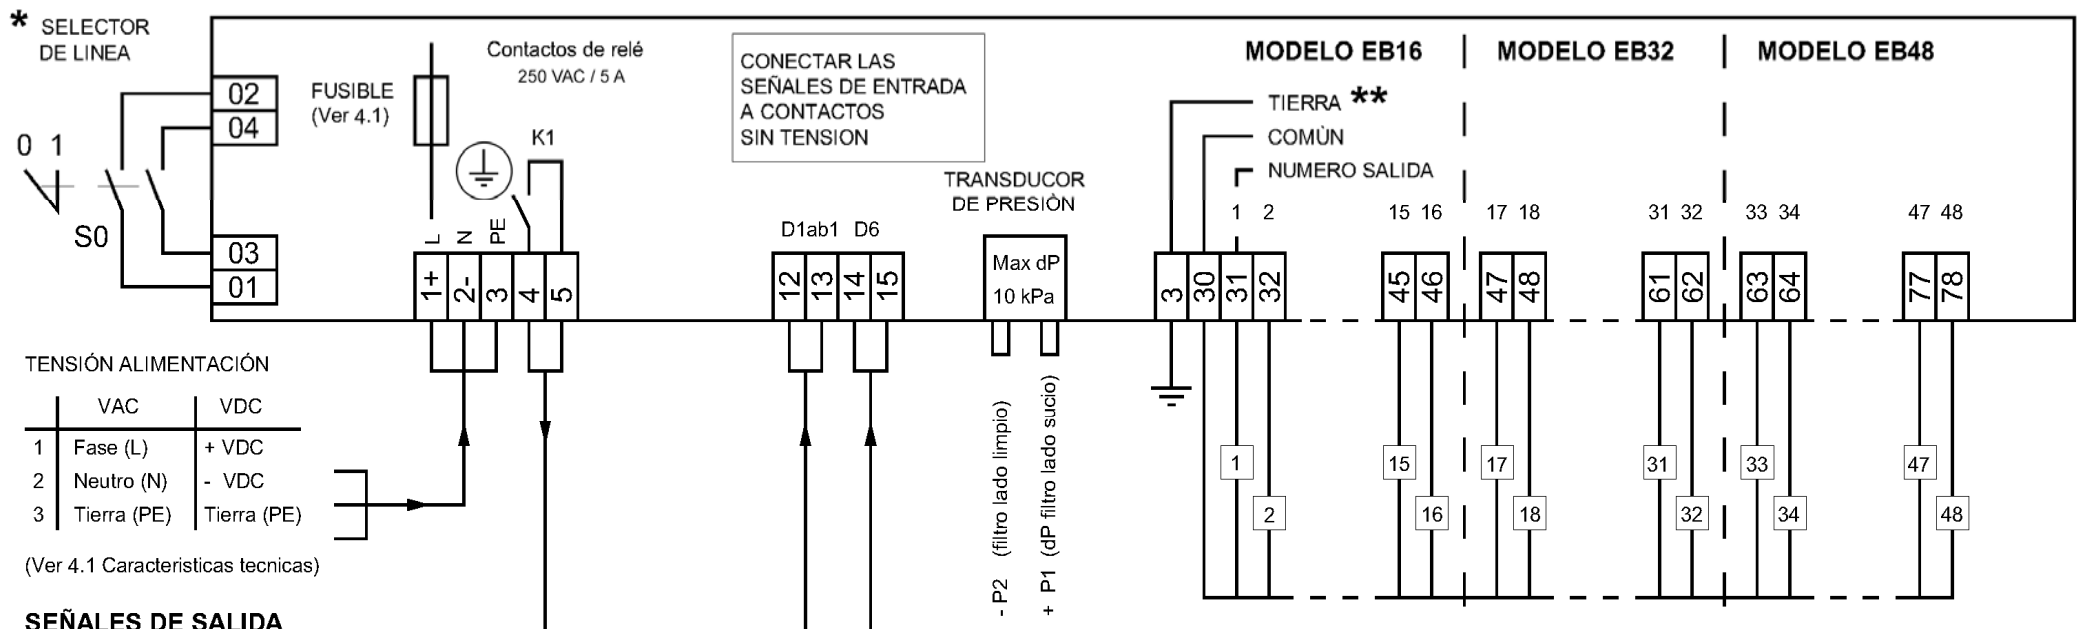 * SELECTOR
DE LINEA
02
04
0 1
S0
03
01
FUSIBLE
(Ver 4.1)
Contactos de relé
250 VAC / 5 A
K1
L N PE
1+ 2- 3 4 5
CONECTAR LAS
SEÑALES DE ENTRADA
A CONTACTOS
SIN TENSION
D1ab1 D6
12 13 14 15
TRANSDUCOR
DE PRESIÒN
Max dP
10 kPa
- P2 (filtro lado limpio)
+ P1 (dP filtro lado sucio)
MODELO EB16
MODELO EB32
MODELO EB48
TIERRA **
COMÙN
NUMERO SALIDA
1 2 15 16 17 18 31 32 33 34 47 48
3 30 31 32 45 46 47 48 61 62 63 64 77 78
1 15 17 31 33 47
2 16 18 32 34 48
TENSIÓN ALIMENTACIÓN
VAC VDC
1 Fase (L) + VDC
2 Neutro (N) - VDC
3 Tierra (PE) Tierra (PE)
(Ver 4.1 Caracteristicas tecnicas)
SEÑALES DE SALIDA